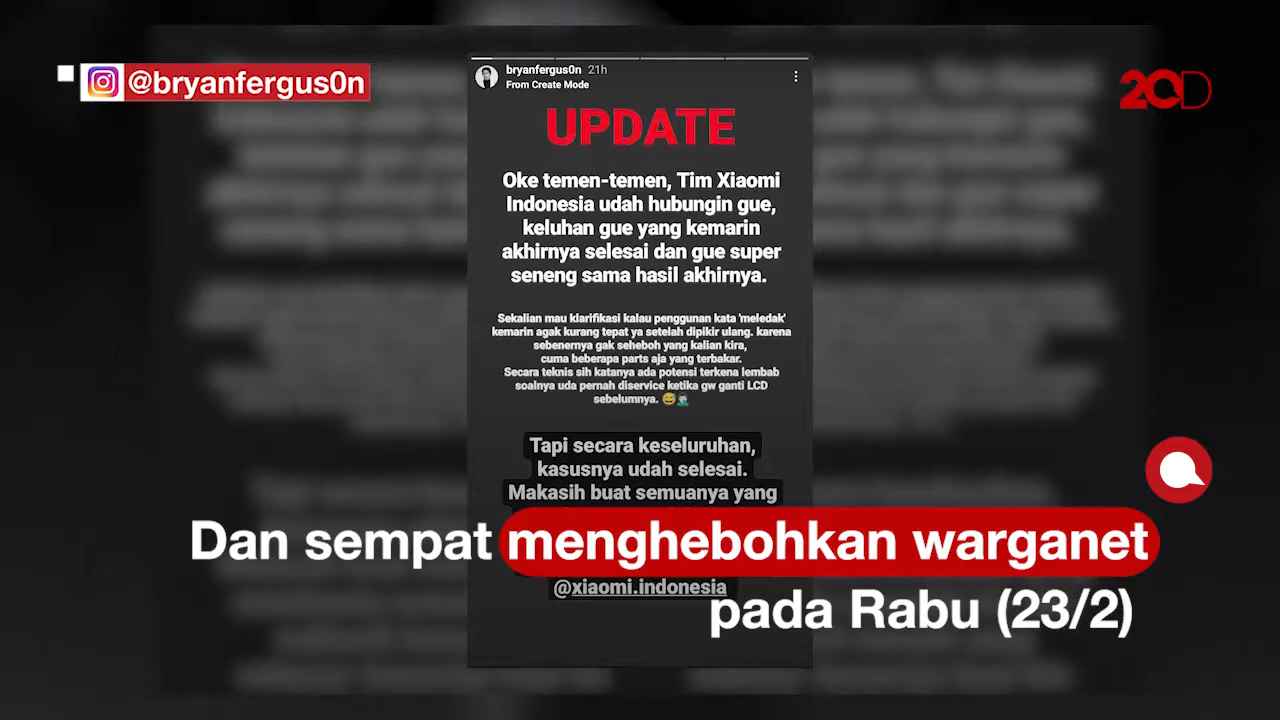 @bryanfergus0n
20D
bryanfergus0n 21h
From Create Mode
UPDATE
Oke temen-temen, Tim Xiaomi
Indonesia udah hubungin gue,
keluhan gue yang kemarin
akhirnya selesai dan gue super
seneng sama hasil akhirnya.
Sekalian mau klarifikasi kalau penggunan kata 'meledak'
kemarin agak kurang tepat ya setelah dipikir ulang. karena
sebenernya gak seheboh yang kalian kira,
cuma beberapa parts aja yang terbakar.
Secara teknis sih katanya ada potensi terkena lembab
soalnya uda pernah diservice ketika gw ganti LCD
sebelumnya. 😅🤦🏻‍♂️
Tapi secara keseluruhan,
kasusnya udah selesai.
Makasih buat semuanya yang
Dan sempat menghebohkan warganet
@xiaomi.indonesia
pada Rabu (23/2)